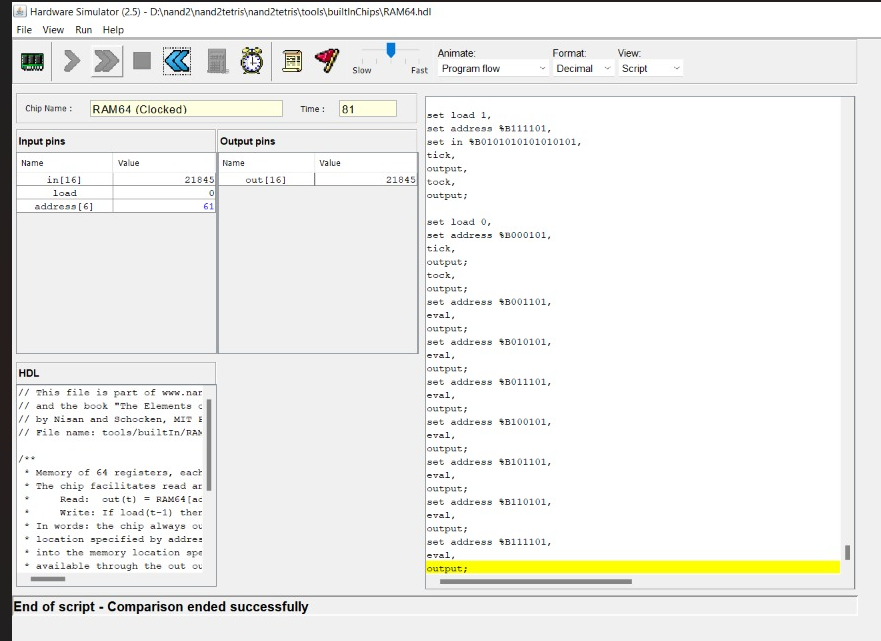 Hardware Simulator (2.5) - D:\nand2\nand2tetris\nand2tetris\tools\builtInChips\RAM64.hdl
File View Run Help
Slow Fast
Animate: Format: View:
Program flow Decimal Script
Chip Name : RAM64 (Clocked) Time : 81
Input pins
Name Value
in[16] 21845
load 0
address[6] 61
Output pins
Name Value
out[16] 21845
HDL
// This file is part of www.nan
// and the book "The Elements o
// by Nisan and Schocken, MIT P
// File name: tools/builtIn/RAM
/**
* Memory of 64 registers, each
* The chip facilitates read an
* Read: out(t) = RAM64[ad
* Write: If load(t-1) then
* In words: the chip always ou
* location specified by addres
* into the memory location spe
* available through the out ou
set load 1,
set address %B111101,
set in %B0101010101010101,
tick,
output,
tock,
output;
set load 0,
set address %B000101,
tick,
output;
tock,
output;
set address %B001101,
eval,
output;
set address %B010101,
eval,
output;
set address %B011101,
eval,
output;
set address %B100101,
eval,
output;
set address %B101101,
eval,
output;
set address %B110101,
eval,
output;
set address %B111101,
eval,
output;
End of script - Comparison ended successfully